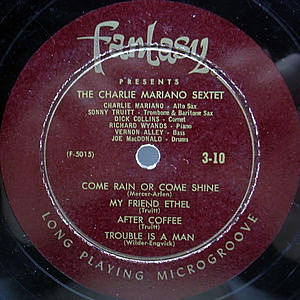 Fantasy
PRESENTS
THE CHARLIE MARIANO SEXTET
CHARLIE MARIANO - Alto Sax
SONNY TRUITT - Trombone & Baritone Sax
DICK COLLINS - Cornet
RICHARD WYANDS - Piano
VERNON ALLEY - Bass
JOE MacDONALD - Drums
(F-5015)
3-10
COME RAIN OR COME SHINE
(Mercer-Arlen)
MY FRIEND ETHEL
(Truitt)
AFTER COFFEE
(Truitt)
TROUBLE IS A MAN
(Wilder-Engvick)
LONG PLAYING MICROGROOVE